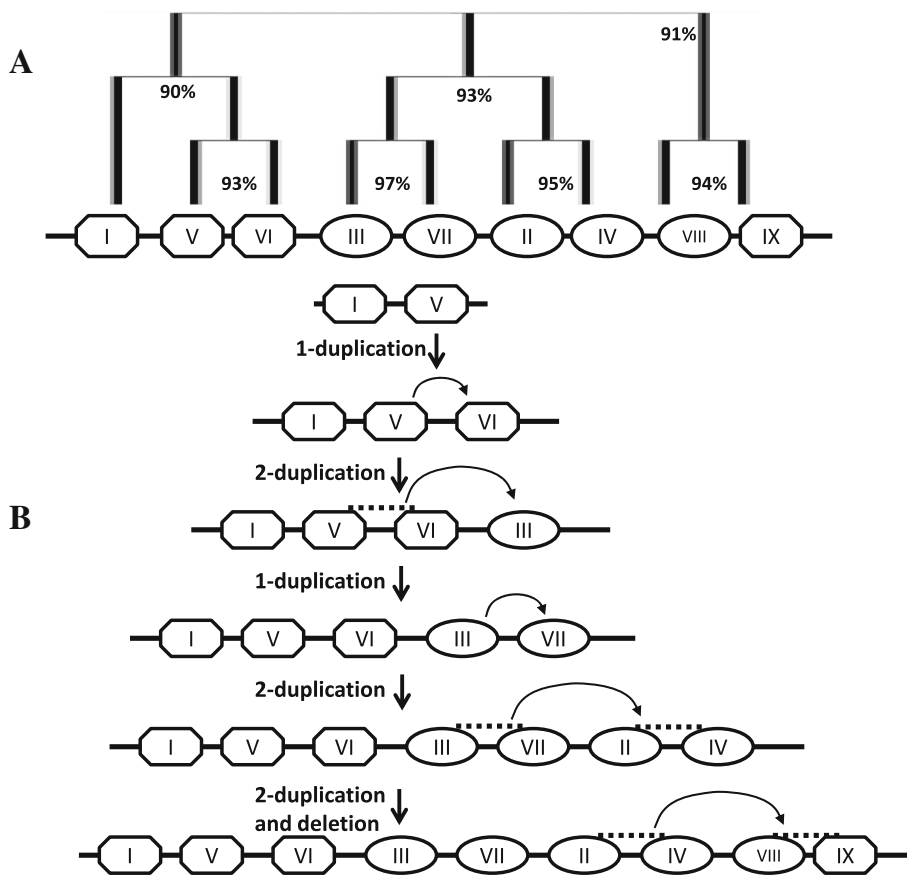 91%
A
90% 93%
93% 97% 95% 94%
I V VI III VII II IV VIII IX
I V
1-duplication
I V VI
2-duplication
B
I V VI III
1-duplication
I V VI III VII
2-duplication
I V VI III VII II IV
2-duplication
and deletion
I V VI III VII II IV VIII IX